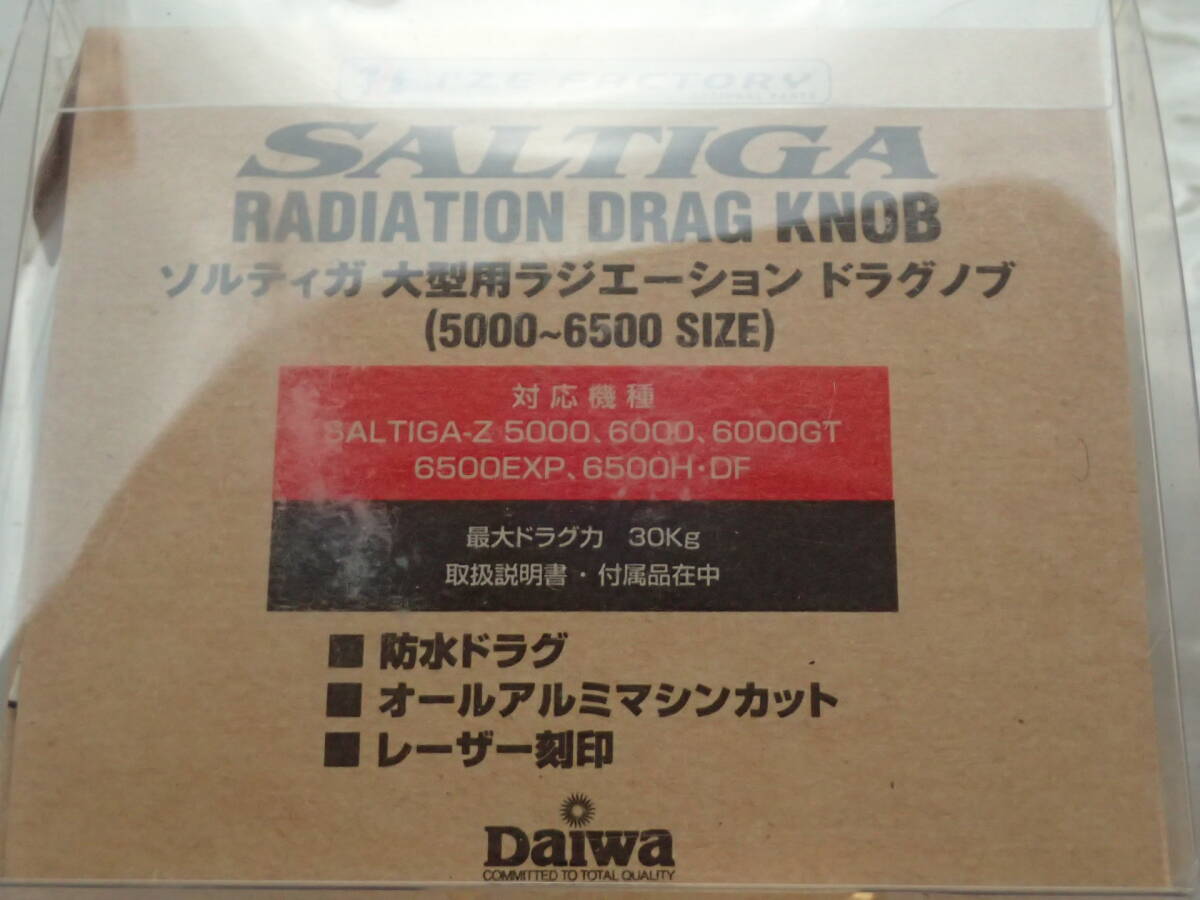 FACTORY
SALTIGA
RADIATION DRAG KNOB
ソルティガ 大型用ラジエーション ドラグノブ
(5000~6500 SIZE)
対応機種
SALTIGA-Z 5000、6000、6000GT
6500EXP、6500H・DF
最大ドラグ力 30Kg
取扱説明書・付属品在中
■ 防水ドラグ
■ オールアルミマシンカット
■ レーザー刻印
Daiwa
COMMITTED TO TOTAL QUALITY